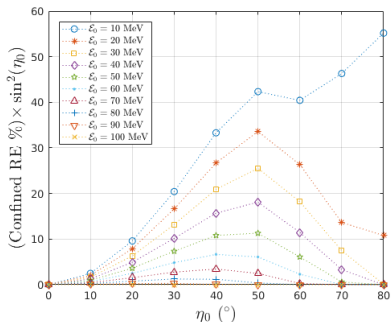 60
50
40
30
20
10
0
(Confined RE %)× sin²(η₀)
ℰ₀ = 10 MeV
ℰ₀ = 20 MeV
ℰ₀ = 30 MeV
ℰ₀ = 40 MeV
ℰ₀ = 50 MeV
ℰ₀ = 60 MeV
ℰ₀ = 70 MeV
ℰ₀ = 80 MeV
ℰ₀ = 90 MeV
ℰ₀ = 100 MeV
0 10 20 30 40 50 60 70 80
η₀ (°)